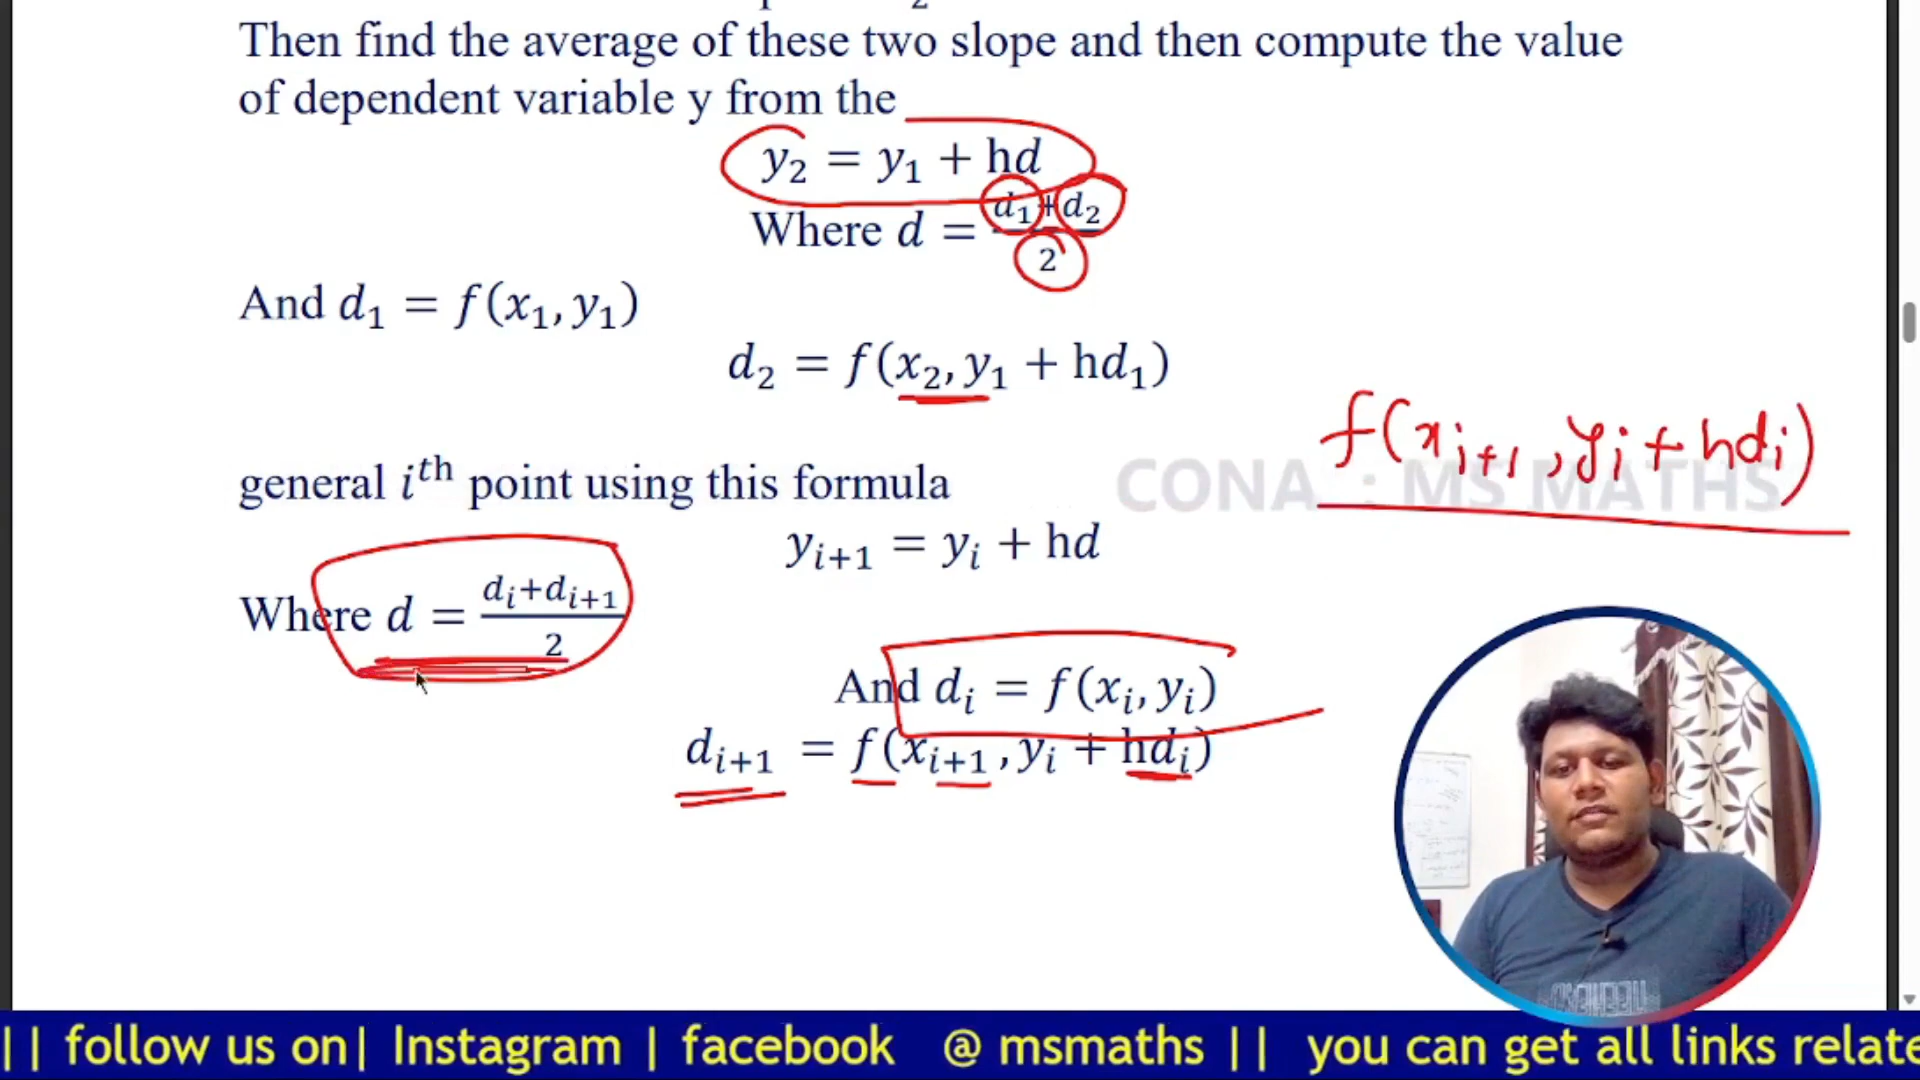 Then find the average of these two slope and then compute the value
of dependent variable y from the
y₂ = y₁ + hd
Where d = (d₁+d₂)/2
And d₁ = f(x₁, y₁)
d₂ = f(x₂, y₁ + hd₁)
f(xᵢ₊₁, yᵢ + hdᵢ)
general iᵗʰ point using this formula
CONA : MS MATHS
yᵢ₊₁ = yᵢ + hd
Where d = (dᵢ+dᵢ₊₁)/2
And dᵢ = f(xᵢ, yᵢ)
dᵢ₊₁ = f(xᵢ₊₁, yᵢ + hdᵢ)
|| follow us on| Instagram | facebook @ msmaths || you can get all links relate